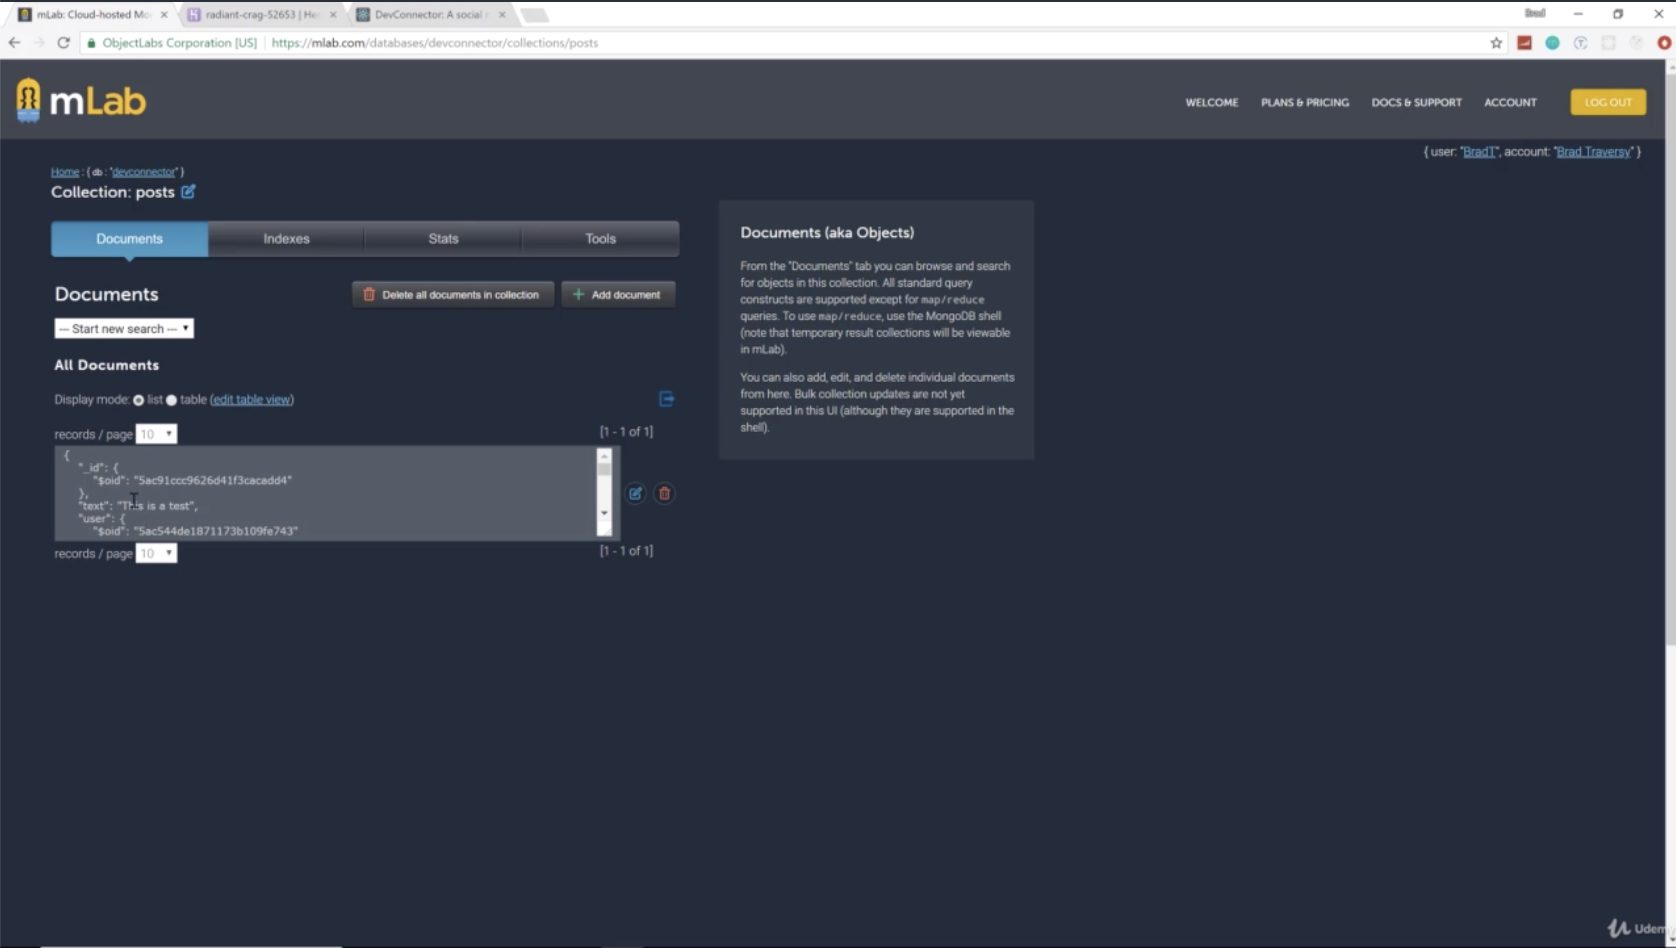 mLab: Cloud-hosted Mo
radiant-crag-52653 | He
DevConnector: A social
Brad
ObjectLabs Corporation [US] | https://mlab.com/databases/devconnector/collections/posts
mLab
WELCOME PLANS & PRICING DOCS & SUPPORT ACCOUNT LOG OUT
{ user: "BradT", account: "Brad Traversy" }
Home : { db : "devconnector" }
Collection: posts
Documents Indexes Stats Tools
Documents
Delete all documents in collection
+ Add document
-- Start new search --
All Documents
Display mode: list table (edit table view)
records / page 10 [1 - 1 of 1]
{
"_id": {
"$oid": "5ac91ccc9626d41f3cacadd4"
},
"text": "This is a test",
"user": {
"$oid": "5ac544de1871173b109fe743"
records / page 10 [1 - 1 of 1]
Documents (aka Objects)
From the "Documents" tab you can browse and search
for objects in this collection. All standard query
constructs are supported except for map/reduce
queries. To use map/reduce, use the MongoDB shell
(note that temporary result collections will be viewable
in mLab).
You can also add, edit, and delete individual documents
from here. Bulk collection updates are not yet
supported in this UI (although they are supported in the
shell).
Udem